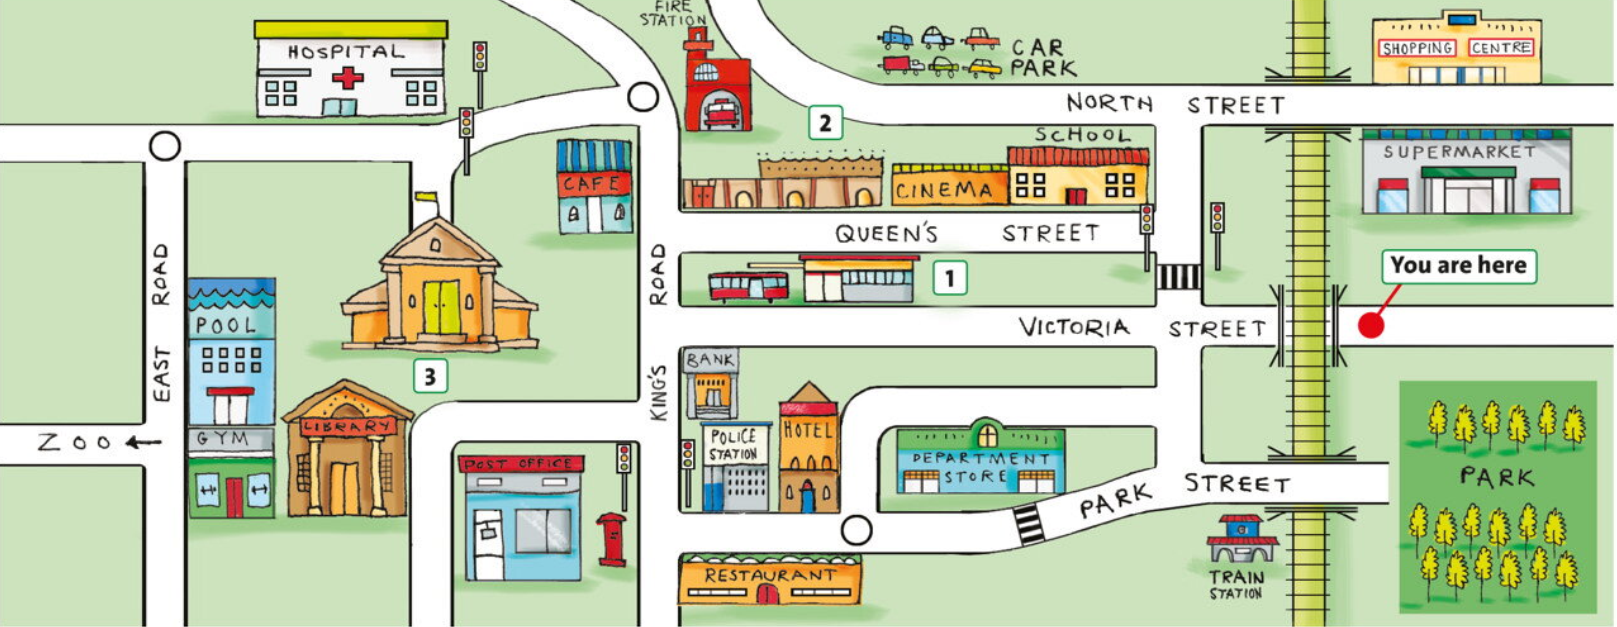 FIRE
STATION
HOSPITAL
CAR
PARK
SHOPPING CENTRE
NORTH STREET
2
SCHOOL
SUPERMARKET
CAFE
CINEMA
QUEEN'S STREET
You are here
1
EAST ROAD
KING'S ROAD
POOL
VICTORIA STREET
3
BANK
LIBRARY
HOTEL
POLICE
STATION
ZOO
GYM
DEPARTMENT
STORE
POST OFFICE
PARK STREET
PARK
RESTAURANT
TRAIN
STATION